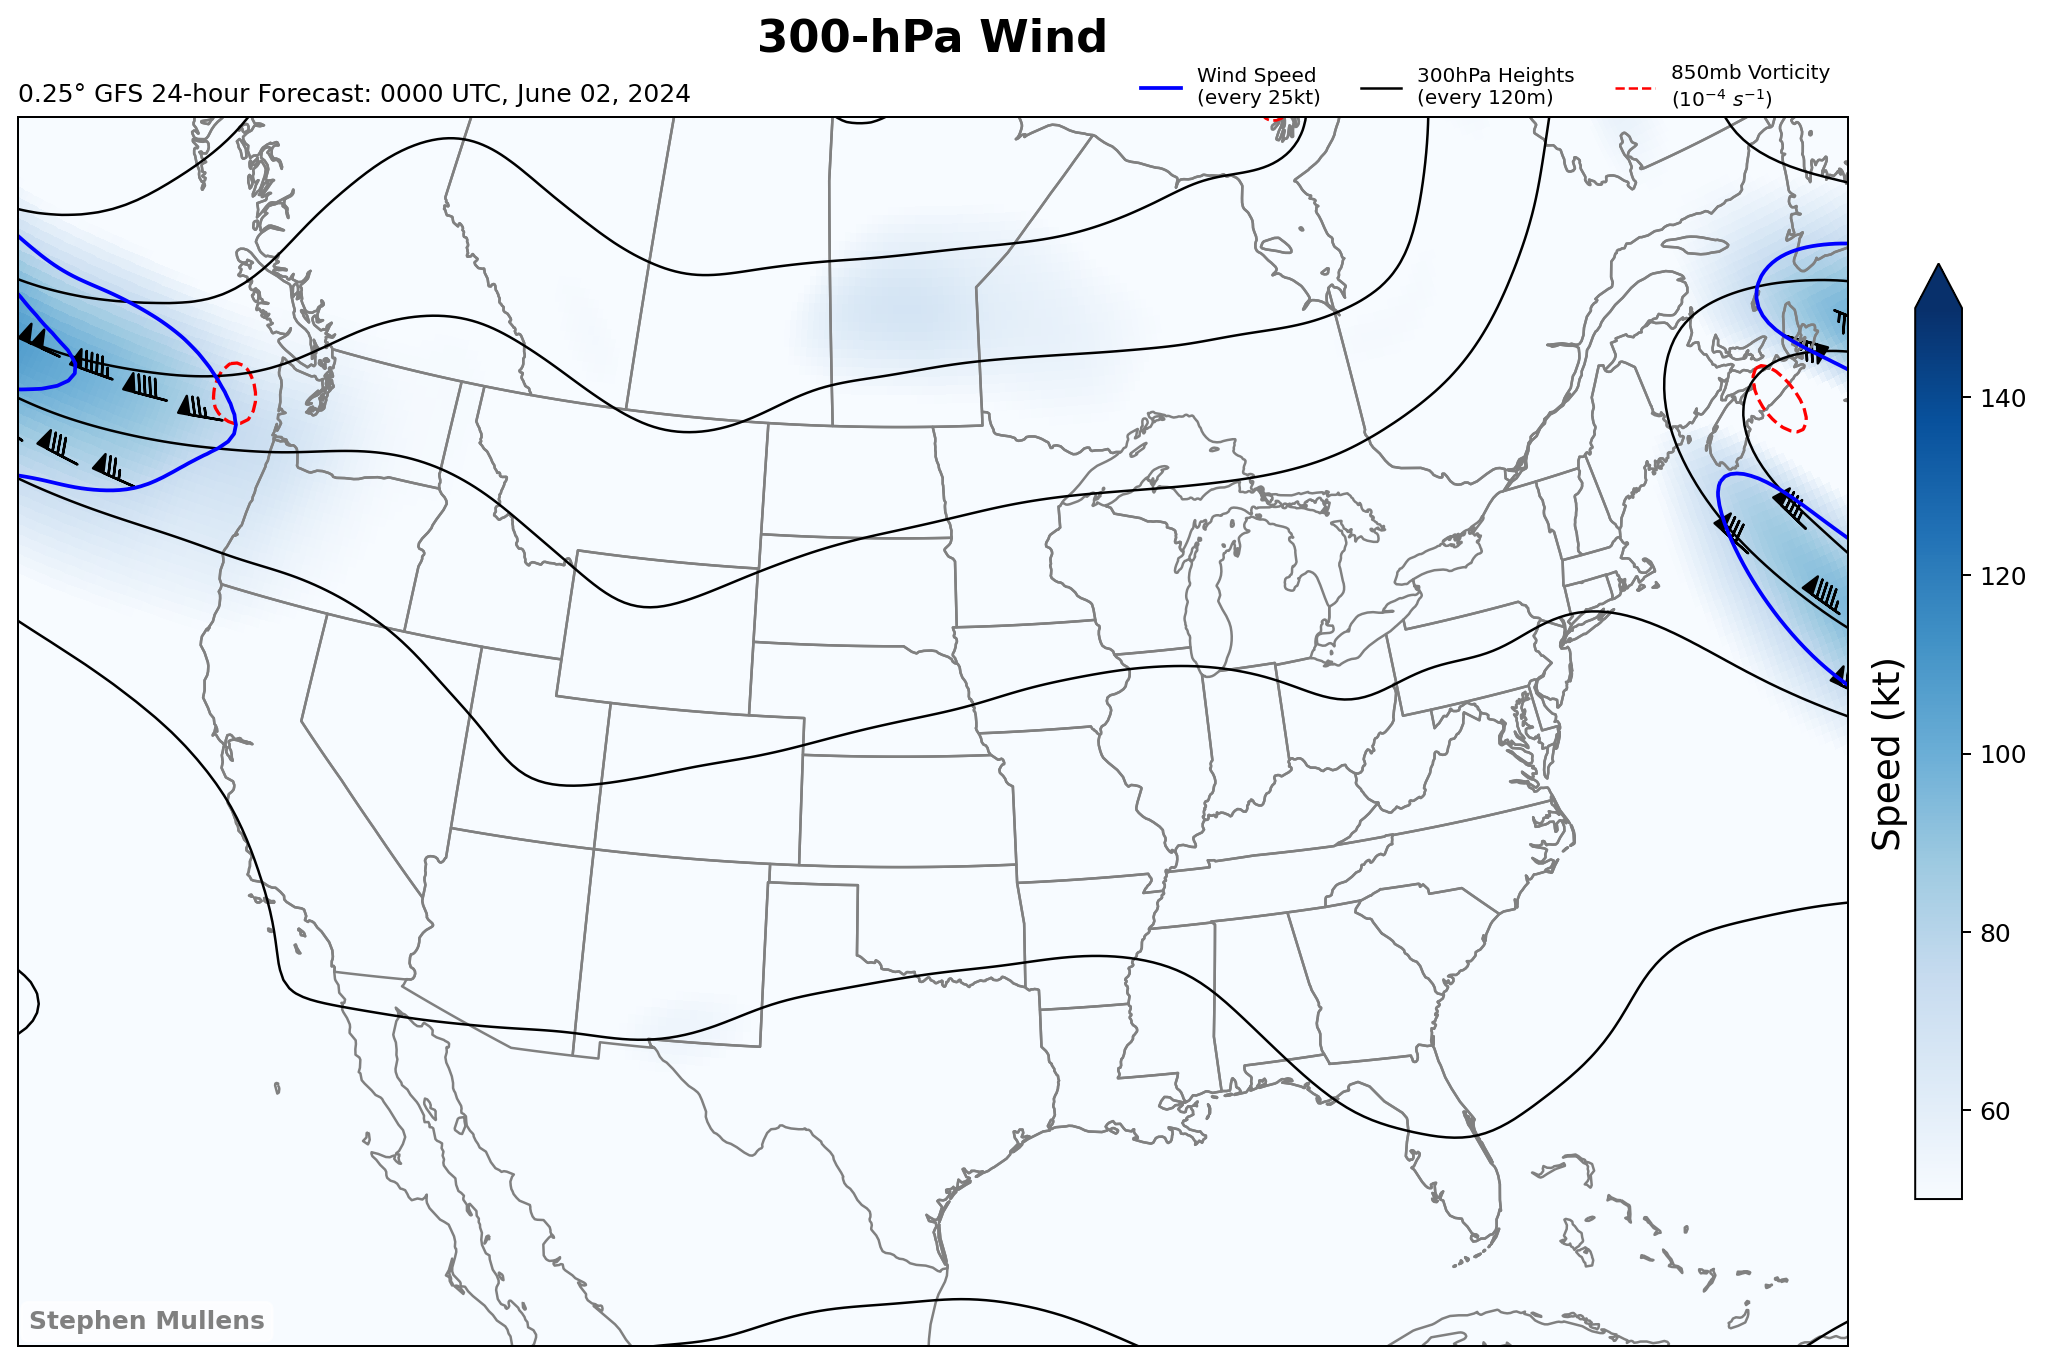 300-hPa Wind
0.25° GFS 24-hour Forecast: 0000 UTC, June 02, 2024
Wind Speed
(every 25kt)
300hPa Heights
(every 120m)
850mb Vorticity
(10⁻⁴ s⁻¹)
140
120
100
80
60
Speed (kt)
Stephen Mullens